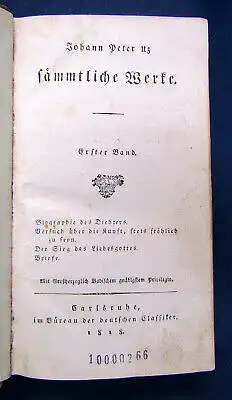 Johann Peter Uz
sämmtliche Werke.
Erster Band.
Biographie des Dichters.
Versuch über die Kunst, stets fröhlich
zu seyn.
Der Sieg des Liebesgottes.
Briefe.
Mit Großherzoglich Badischem gnädigstem Privilegio.
Carlsruhe,
im Büreau der deutschen Classiker.
1818.
10000266